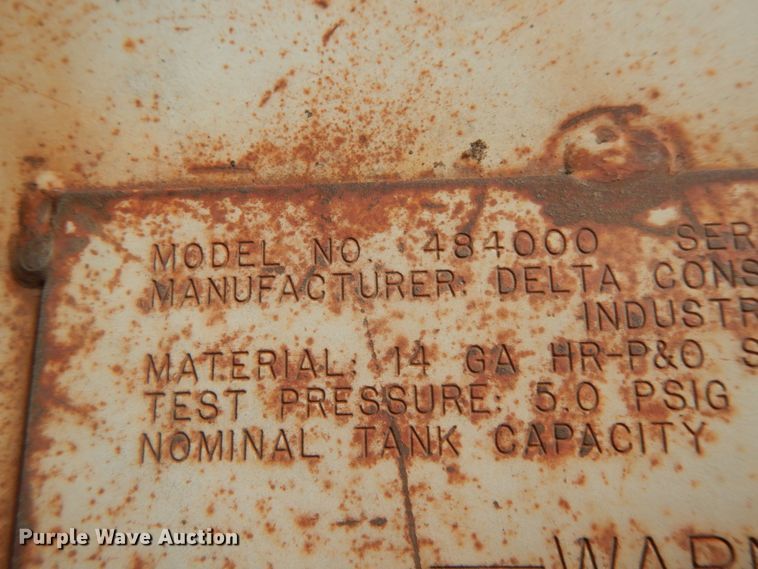 MODEL NO. 484000 SER
MANUFACTURER: DELTA CONS
INDUSTR
MATERIAL: 14 GA HR-P&O S
TEST PRESSURE: 5.0 PSIG
NOMINAL TANK CAPACITY
WARN
Purple Wave Auction